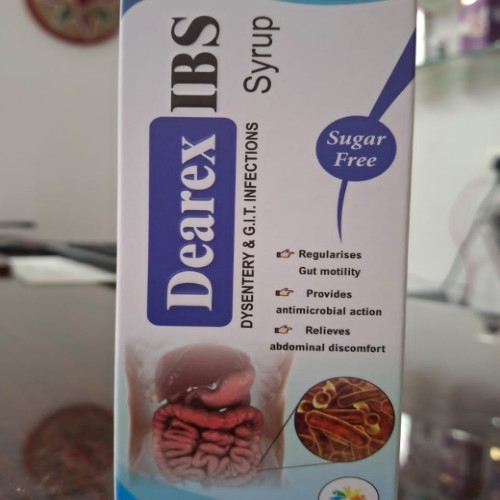 Dearex IBS
Syrup
DYSENTERY & G.I.T. INFECTIONS
Sugar
Free
Regularises
Gut motility
Provides
antimicrobial action
Relieves
abdominal discomfort